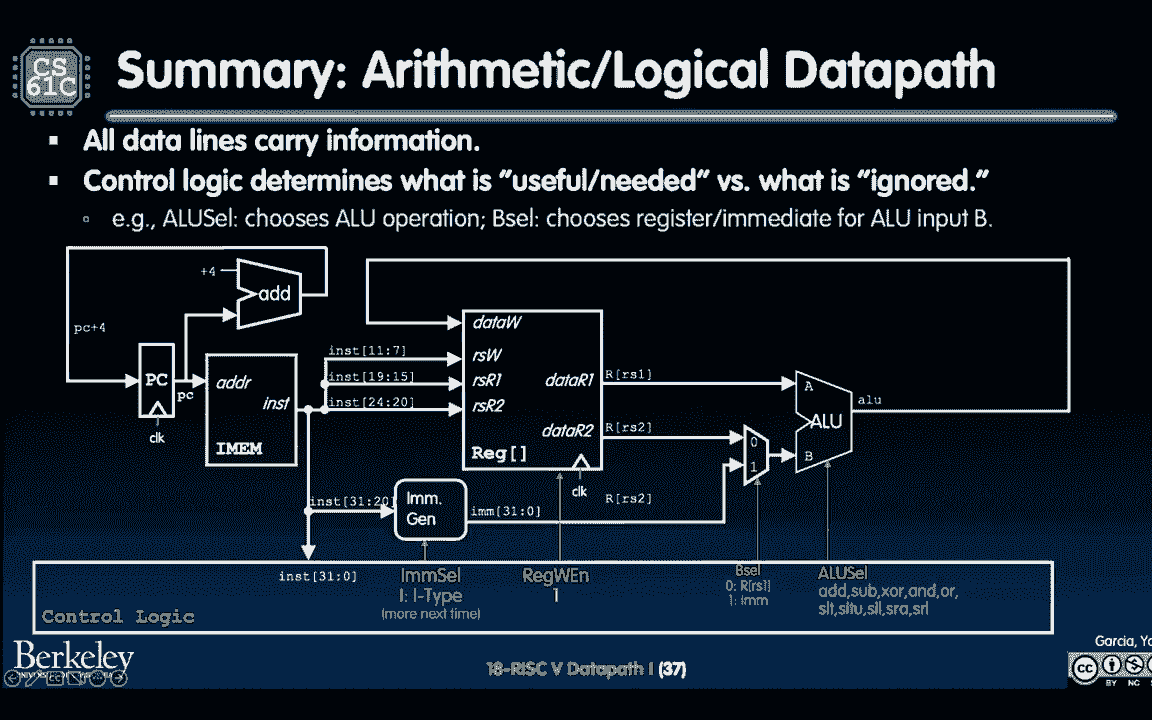 CS
61C
Summary: Arithmetic/Logical Datapath
▪ All data lines carry information.
▪ Control logic determines what is "useful/needed" vs. what is "ignored."
▫ e.g., ALUSel: chooses ALU operation; Bsel: chooses register/immediate for ALU input B.
+4
add
pc+4
PC
pc
clk
addr
inst
IMEM
inst[11:7]
inst[19:15]
inst[24:20]
dataW
rsW
rsR1
rsR2
dataR1
dataR2
Reg[]
clk
R[rs1]
R[rs2]
0
1
A
ALU
B
alu
inst[31:20]
Imm.
Gen
imm[31:0]
R[rs2]
inst[31:0]
Control Logic
ImmSel
I: I-Type
(more next time)
RegWEn
1
Bsel
0: R[rs1]
1: Imm
ALUSel
add,sub,xor,and,or,
slt,sltu,sll,sra,srl
Berkeley
18-RISC V Datapath I (37)
Garcia,
cc
BY NC